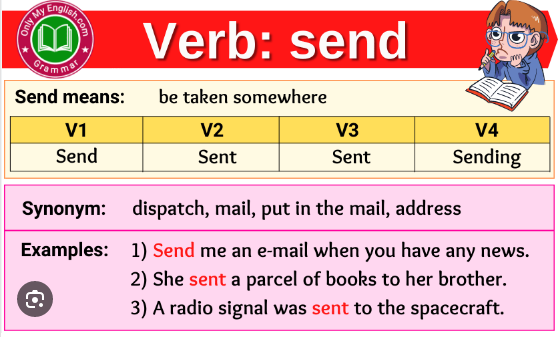 Only My English.com
Grammar
Verb: send
Send means: be taken somewhere
V1 V2 V3 V4
Send Sent Sent Sending
Synonym: dispatch, mail, put in the mail, address
Examples: 1) Send me an e-mail when you have any news.
2) She sent a parcel of books to her brother.
3) A radio signal was sent to the spacecraft.